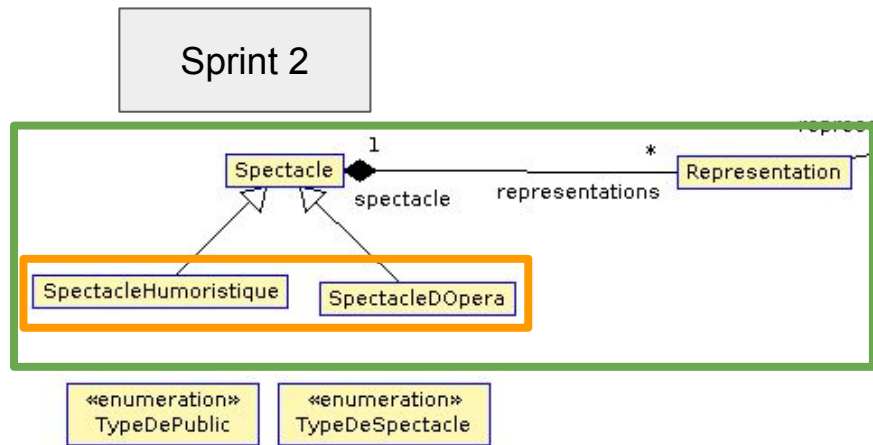 Sprint 2
1
*
Spectacle
Representation
spectacle
representations
SpectacleHumoristique
SpectacleDOpera
«enumeration»
TypeDePublic
«enumeration»
TypeDeSpectacle